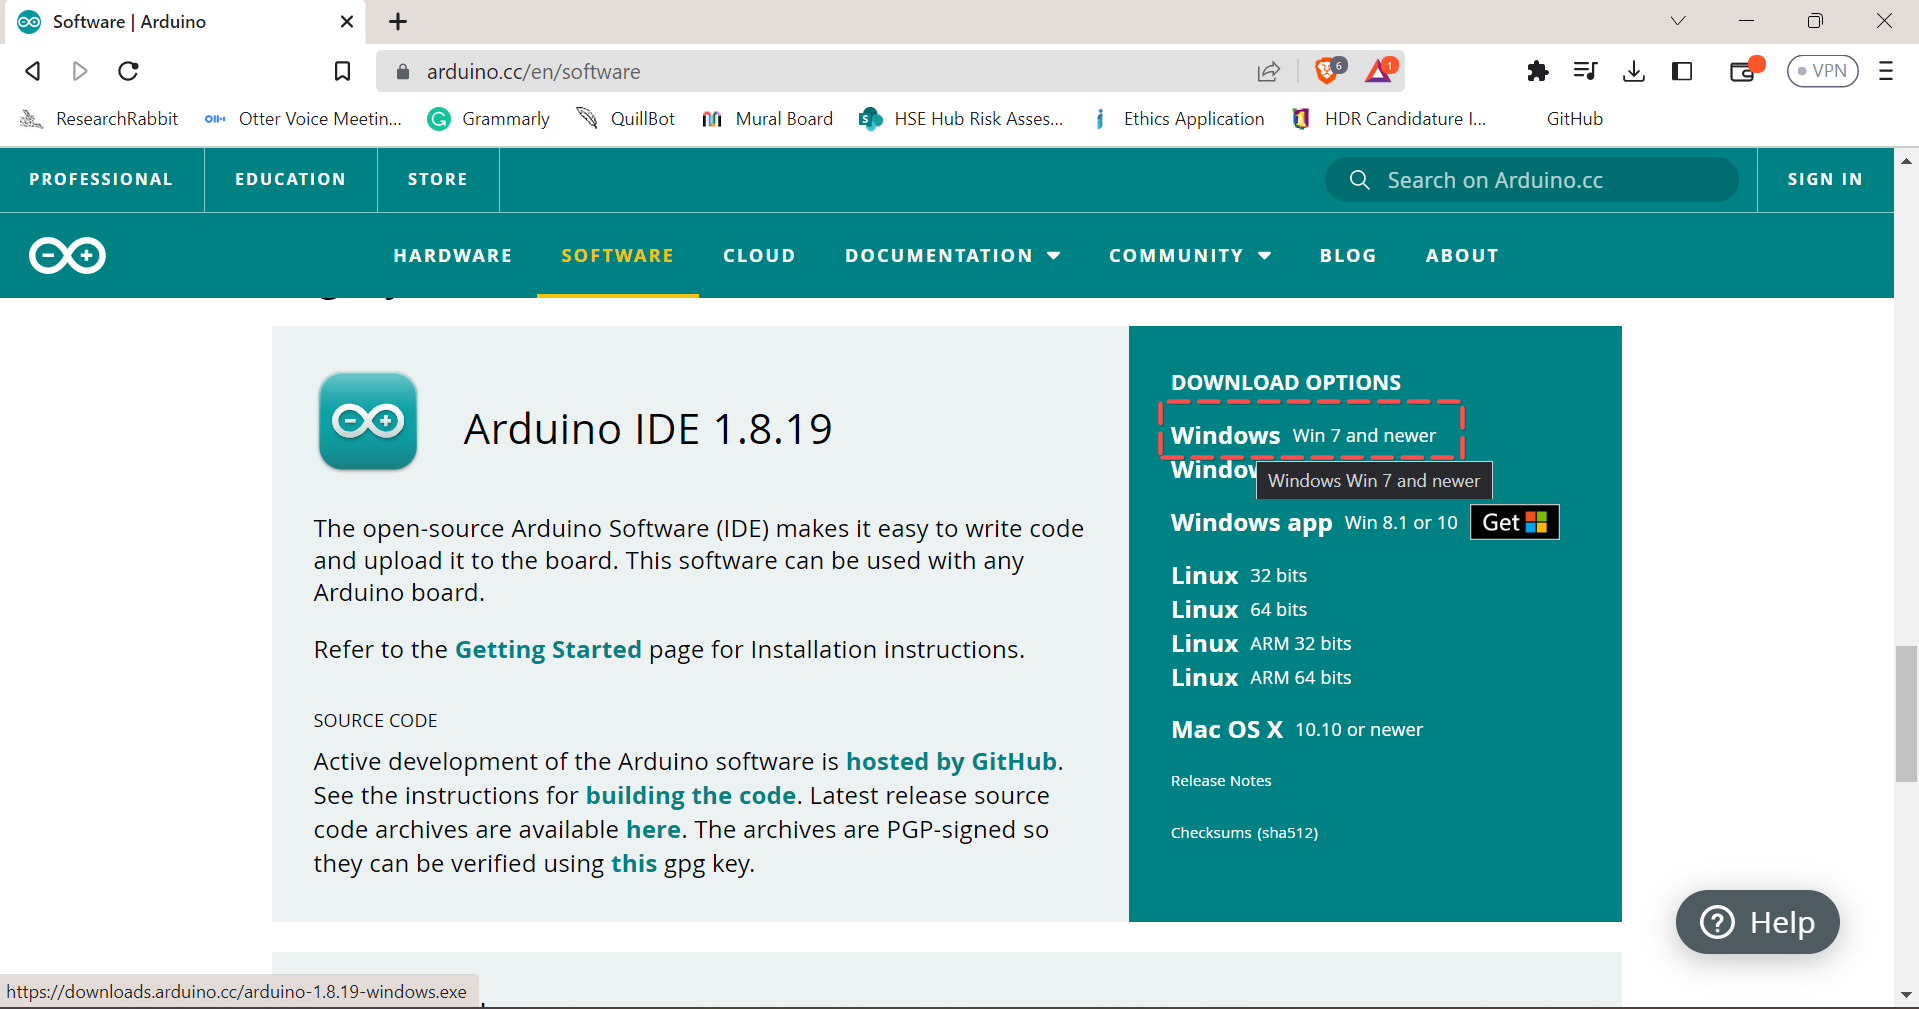 Software | Arduino
arduino.cc/en/software
6
1
VPN
ResearchRabbit
Otter Voice Meetin...
Grammarly
QuillBot
Mural Board
HSE Hub Risk Asses...
Ethics Application
HDR Candidature I...
GitHub
PROFESSIONAL
EDUCATION
STORE
Search on Arduino.cc
SIGN IN
HARDWARE
SOFTWARE
CLOUD
DOCUMENTATION
COMMUNITY
BLOG
ABOUT
Arduino IDE 1.8.19
The open-source Arduino Software (IDE) makes it easy to write code
and upload it to the board. This software can be used with any
Arduino board.
Refer to the Getting Started page for Installation instructions.
SOURCE CODE
Active development of the Arduino software is hosted by GitHub.
See the instructions for building the code. Latest release source
code archives are available here. The archives are PGP-signed so
they can be verified using this gpg key.
DOWNLOAD OPTIONS
Windows Win 7 and newer
Windows Win 7 and newer
Windows app Win 8.1 or 10 Get
Linux 32 bits
Linux 64 bits
Linux ARM 32 bits
Linux ARM 64 bits
Mac OS X 10.10 or newer
Release Notes
Checksums (sha512)
Help
https://downloads.arduino.cc/arduino-1.8.19-windows.exe